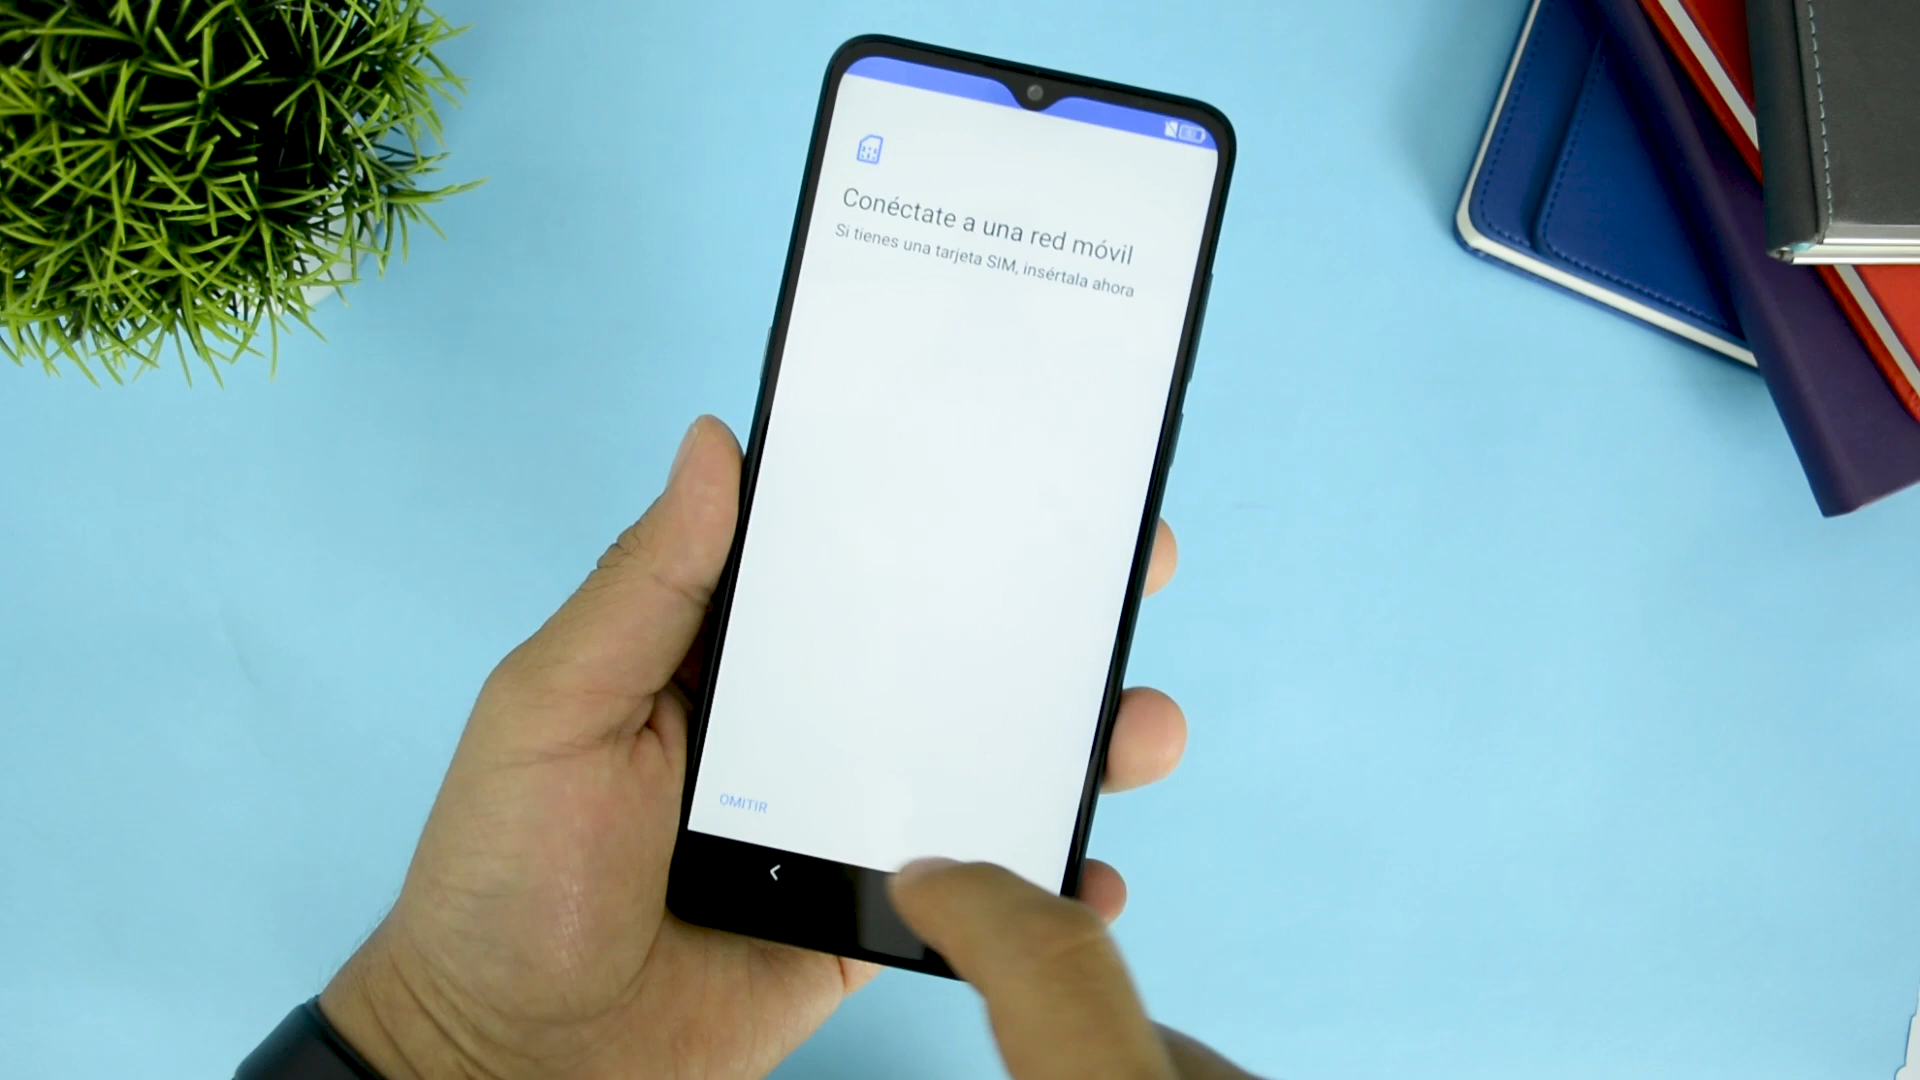 Conéctate a una red móvil
Si tienes una tarjeta SIM, insértala ahora
OMITIR